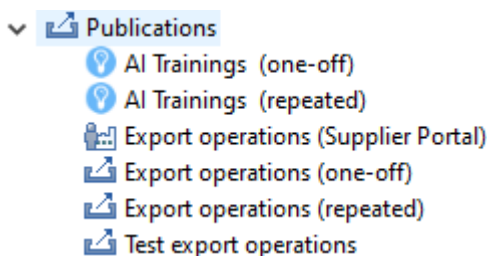 Publications
AI Trainings (one-off)
AI Trainings (repeated)
Export operations (Supplier Portal)
Export operations (one-off)
Export operations (repeated)
Test export operations